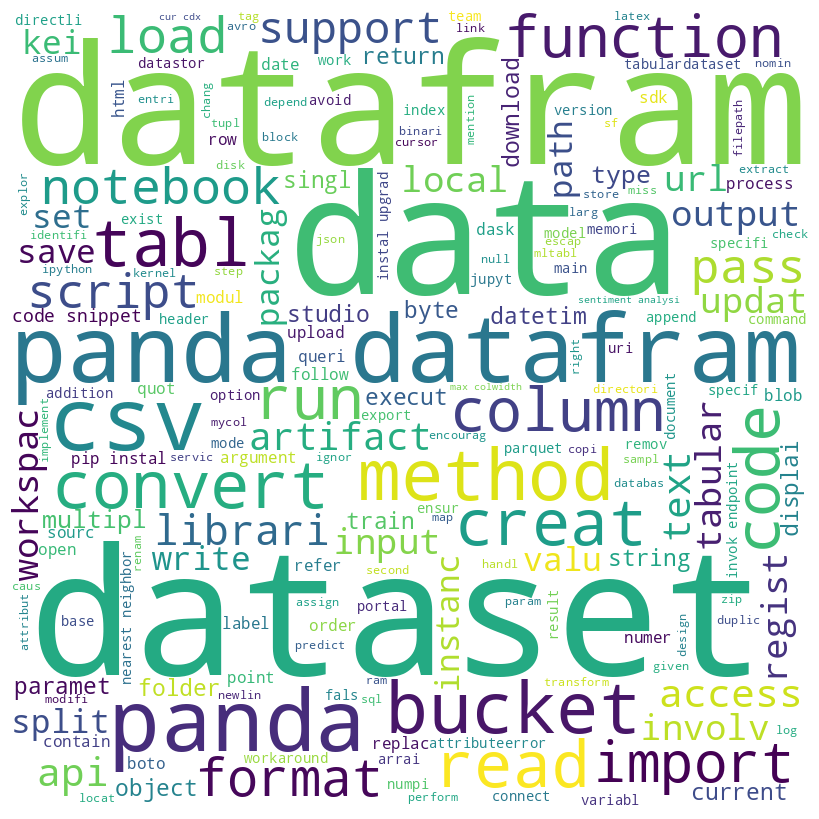 directli
cur cdx
tag
team
latex
avro
link
kei
load
support
function
assum
datastor
date
work
return
tabulardataset
nomin
datafram
html
entri
chang
tupl
depend
avoid
index
mention
download
version
sdk
sf
filepath
row
block
binari
cursor
path
disk
explor
notebook
singl
local
type
url
process
extract
set
exist
packag
instal upgrad
data
dask
model
larg
store
memori
miss
output
identifi
save
tabl
json
null
mltabl
escap
specifi
check
ipython
kernel
step
jupyt
main
pass
script
modul
sentiment analysi
updat
code snippet
header
studio
byte
datetim
append
command
upload
queri
panda datafram
right
uri
follow
addition
quot
option
run
execut
max colwidth
column
directori
specif
blob
implement
csv
mycol
export
document
workspac
mode
artifact
encourag
parquet
copi
remov
tabular
code
pip instal
servic
argument
ignor
method
sampl
text
invok endpoint
displai
convert
databas
multipl
ensur
creat
sourc
librari
train
map
input
open
renam
write
refer
second
instanc
handl
valu
string
caus
attribut
nearest neighbor
dataset
zip
regist
base
label
assign
portal
param
result
numer
design
duplic
order
predict
point
given
paramet
folder
ram
transform
access
modifi
newlin
fals
sql
bucket
split
panda
involv
log
contain
replac
attributeerror
workaround
boto
arrai
read
import
api
object
format
numpi
connect
variabl
current
locat
perform